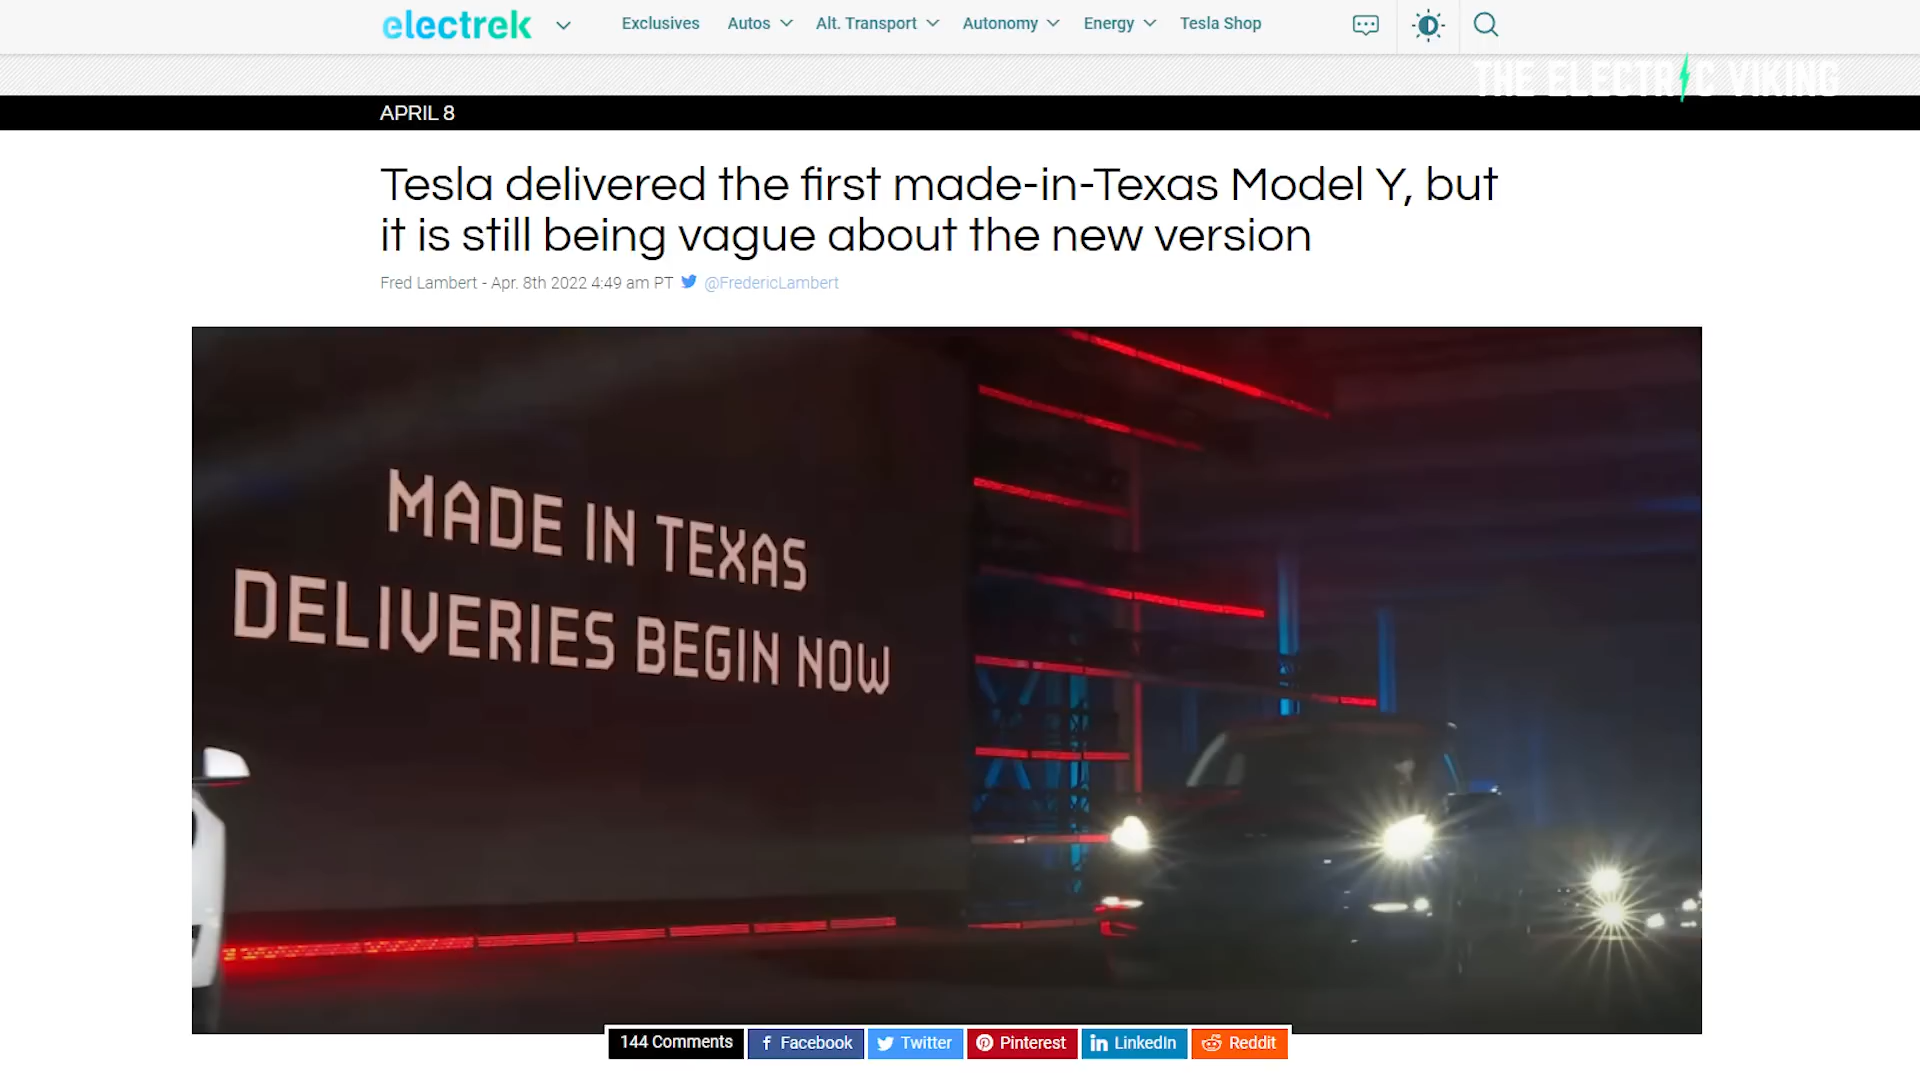 electrek
Exclusives Autos Alt. Transport Autonomy Energy Tesla Shop
THE ELECTRIC VIKING
APRIL 8
Tesla delivered the first made-in-Texas Model Y, but
it is still being vague about the new version
Fred Lambert - Apr. 8th 2022 4:49 am PT @FredericLambert
MADE IN TEXAS
DELIVERIES BEGIN NOW
144 Comments Facebook Twitter Pinterest LinkedIn Reddit